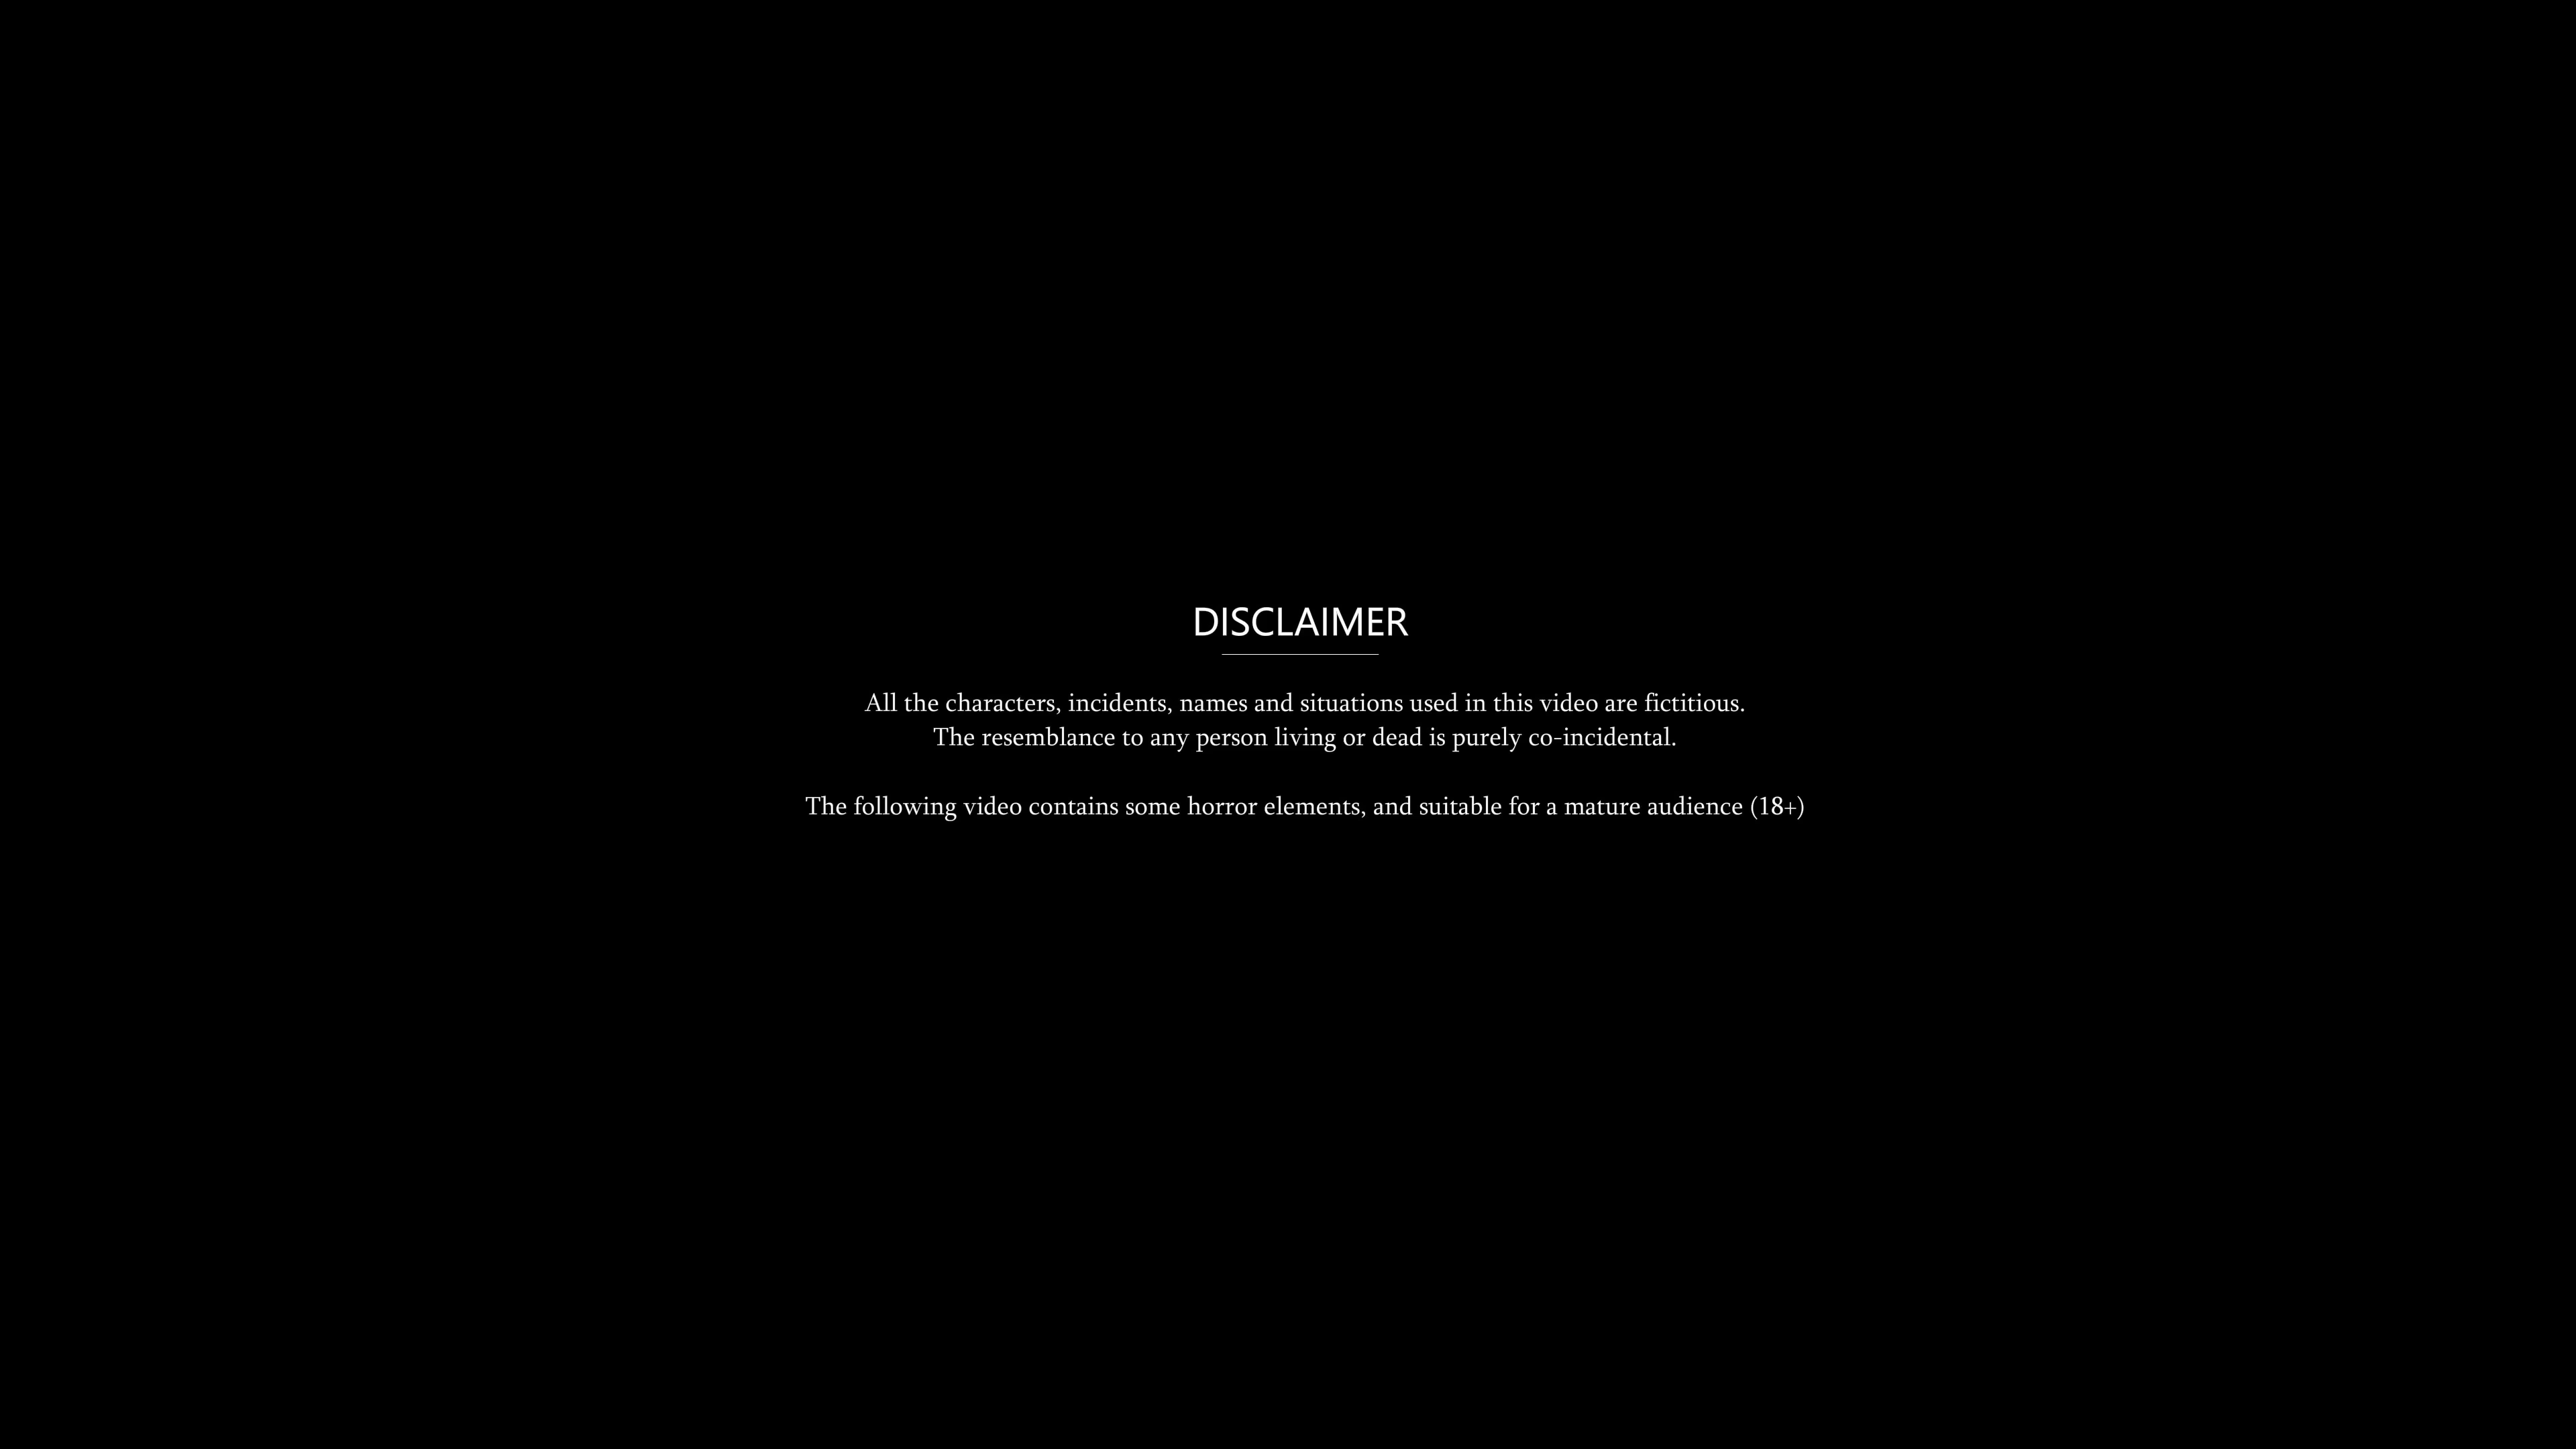 DISCLAIMER
All the characters, incidents, names and situations used in this video are fictitious.
The resemblance to any person living or dead is purely co-incidental.
The following video contains some horror elements, and suitable for a mature audience (18+)